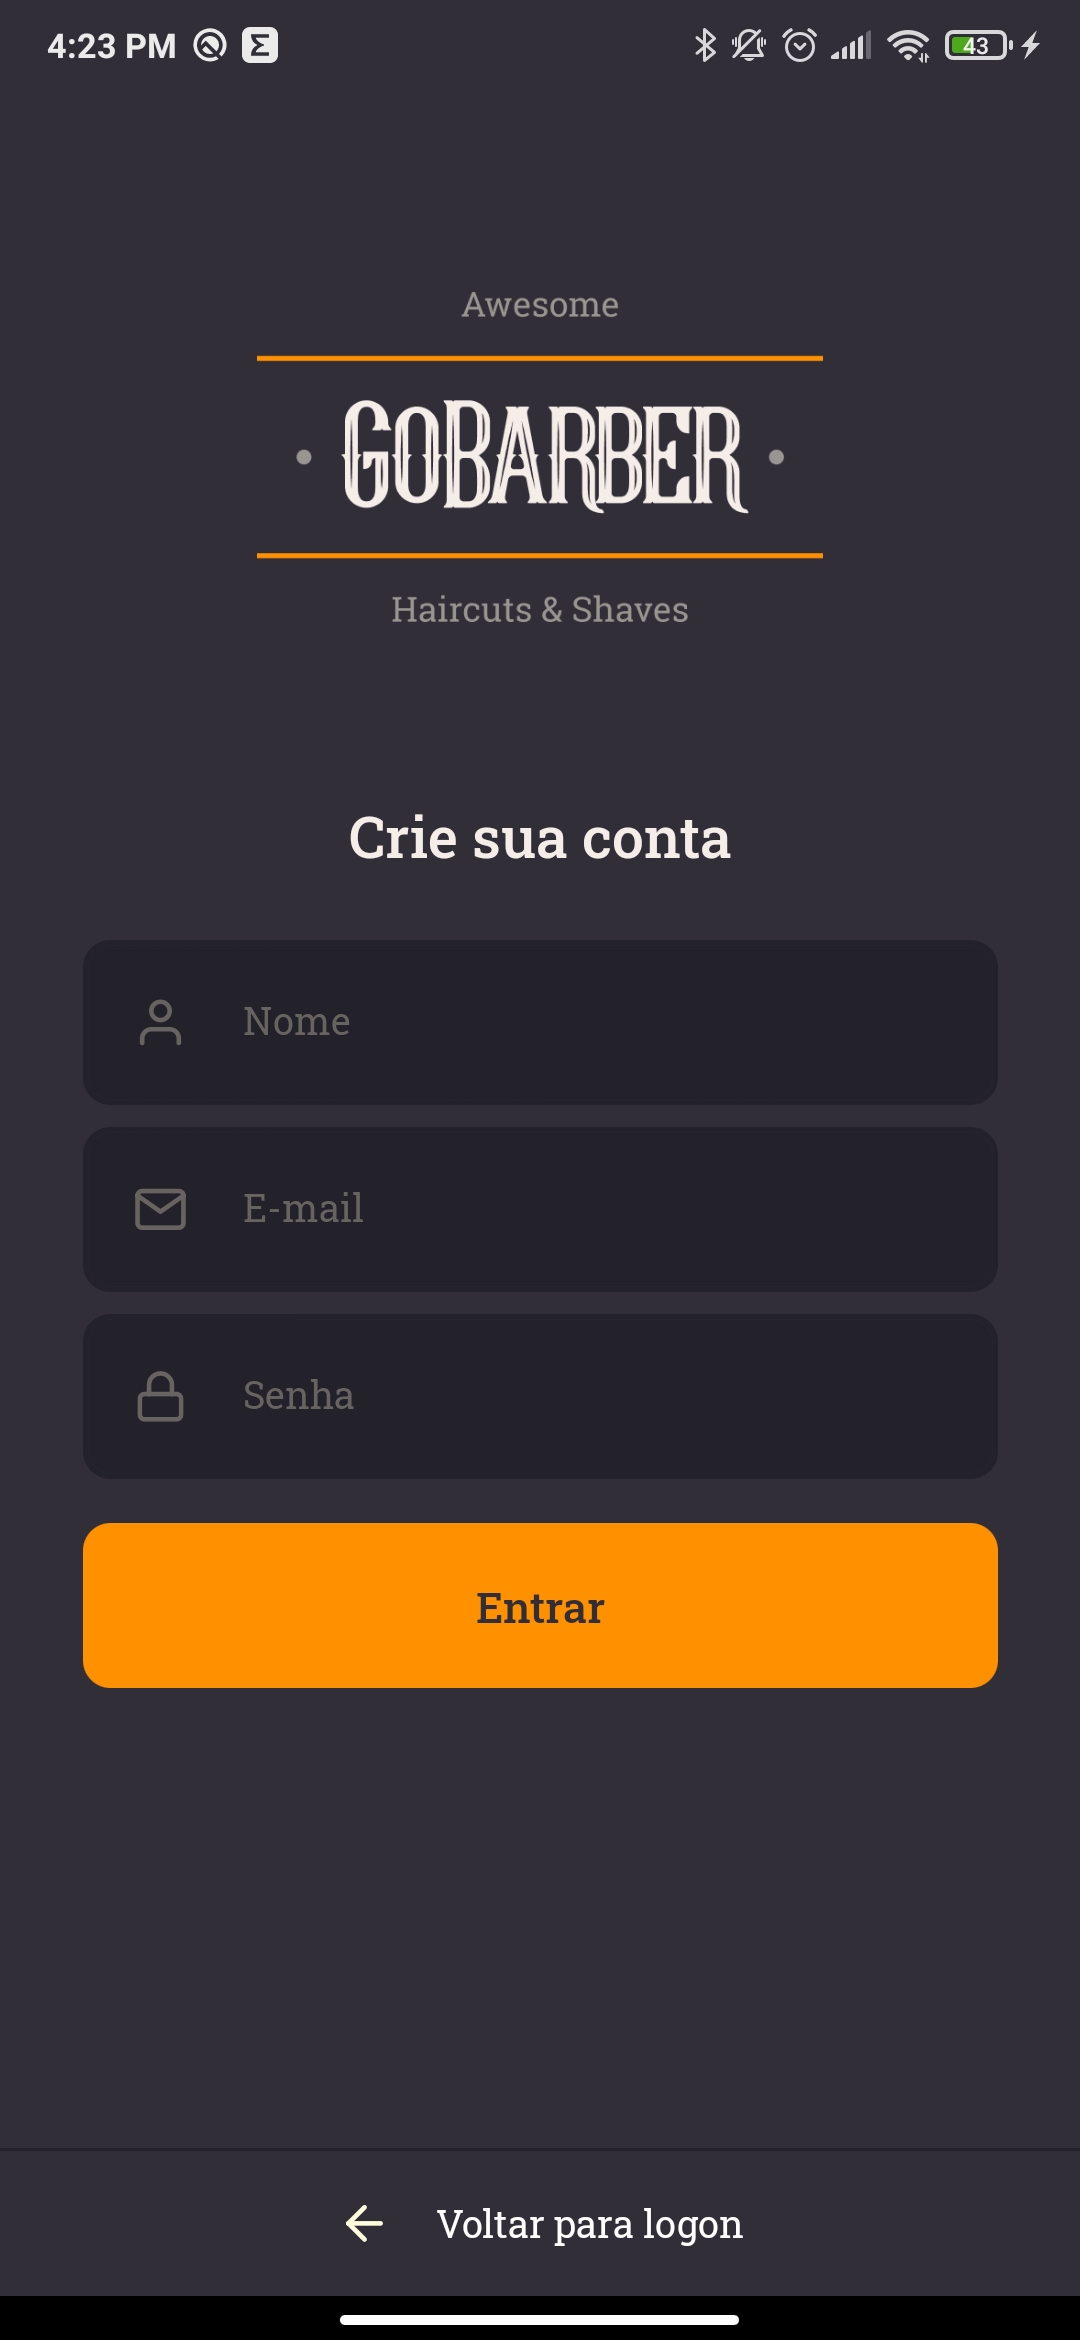 4:23 PM
43
Awesome
GOBARBER
Haircuts & Shaves
Crie sua conta
Nome
E-mail
Senha
Entrar
Voltar para logon